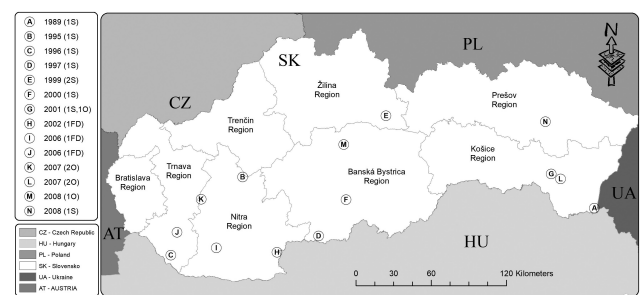 A 1989 (1S)
B 1995 (1S)
C 1996 (1S)
D 1997 (1S)
E 1999 (2S)
F 2000 (1S)
G 2001 (1S,1O)
H 2002 (1FD)
I 2006 (1FD)
J 2006 (1FD)
K 2007 (2O)
L 2007 (2O)
M 2008 (1O)
N 2008 (1S)
CZ - Czech Republic
HU - Hungary
PL - Poland
SK - Slovensko
UA - Ukraine
AT - AUSTRIA
N
PL
SK
CZ
Žilina
Region
Prešov
Region
Trenčín
Region
E
N
M
Košice
Region
Trnava
Region
Bratislava
Region
B
Banská Bystrica
Region
G
L
UA
K
F
A
Nitra
Region
AT
J
D
HU
I
H
C
0 30 60 120 Kilometers